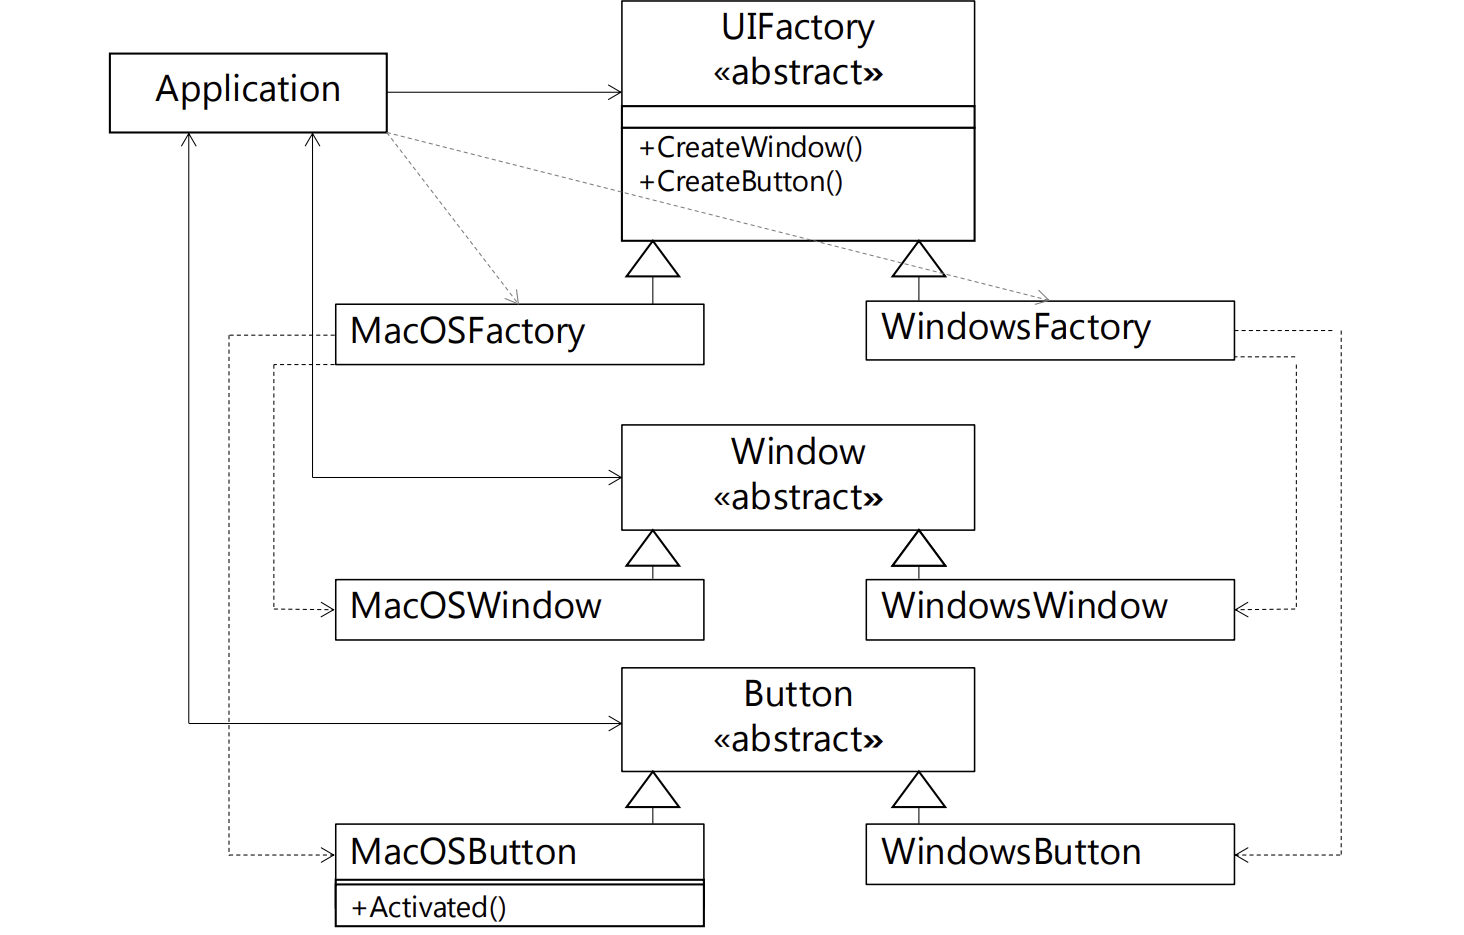 UIFactory
«abstract»
Application
+CreateWindow()
+CreateButton()
MacOSFactory
WindowsFactory
Window
«abstract»
MacOSWindow
WindowsWindow
Button
«abstract»
MacOSButton
WindowsButton
+Activated()